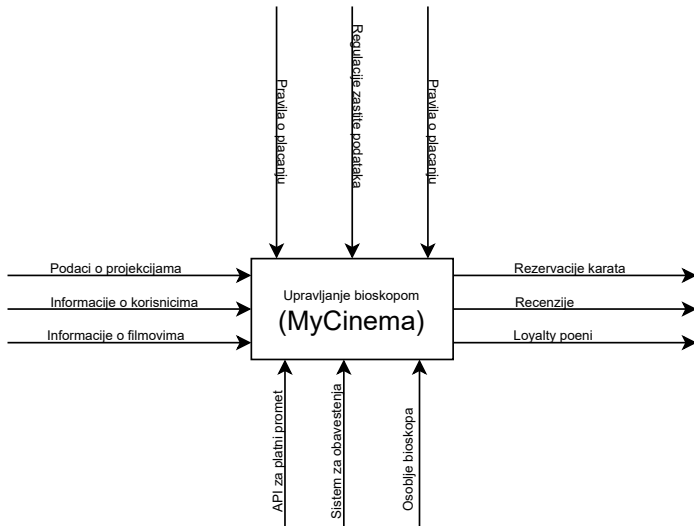 Pravila o placanju
Regulacije zastite podataka
Pravila o placanju
Podaci o projekcijama
Informacije o korisnicima
Informacije o filmovima
Upravljanje bioskopom
(MyCinema)
Rezervacije karata
Recenzije
Loyalty poeni
API za platni promet
Sistem za obavestenja
Osoblje bioskopa